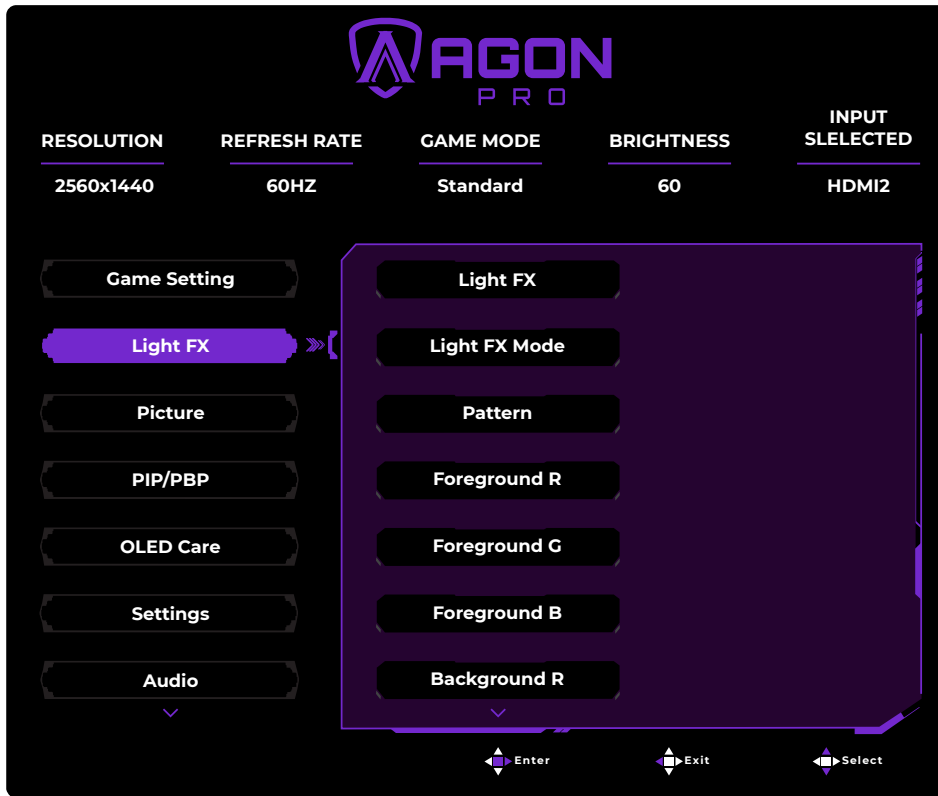 AGON
PRO
RESOLUTION
REFRESH RATE
GAME MODE
BRIGHTNESS
INPUT
SLELECTED
2560x1440
60HZ
Standard
60
HDMI2
Game Setting
Light FX
Picture
PIP/PBP
OLED Care
Settings
Audio
Light FX
Light FX Mode
Pattern
Foreground R
Foreground G
Foreground B
Background R
Enter
Exit
Select